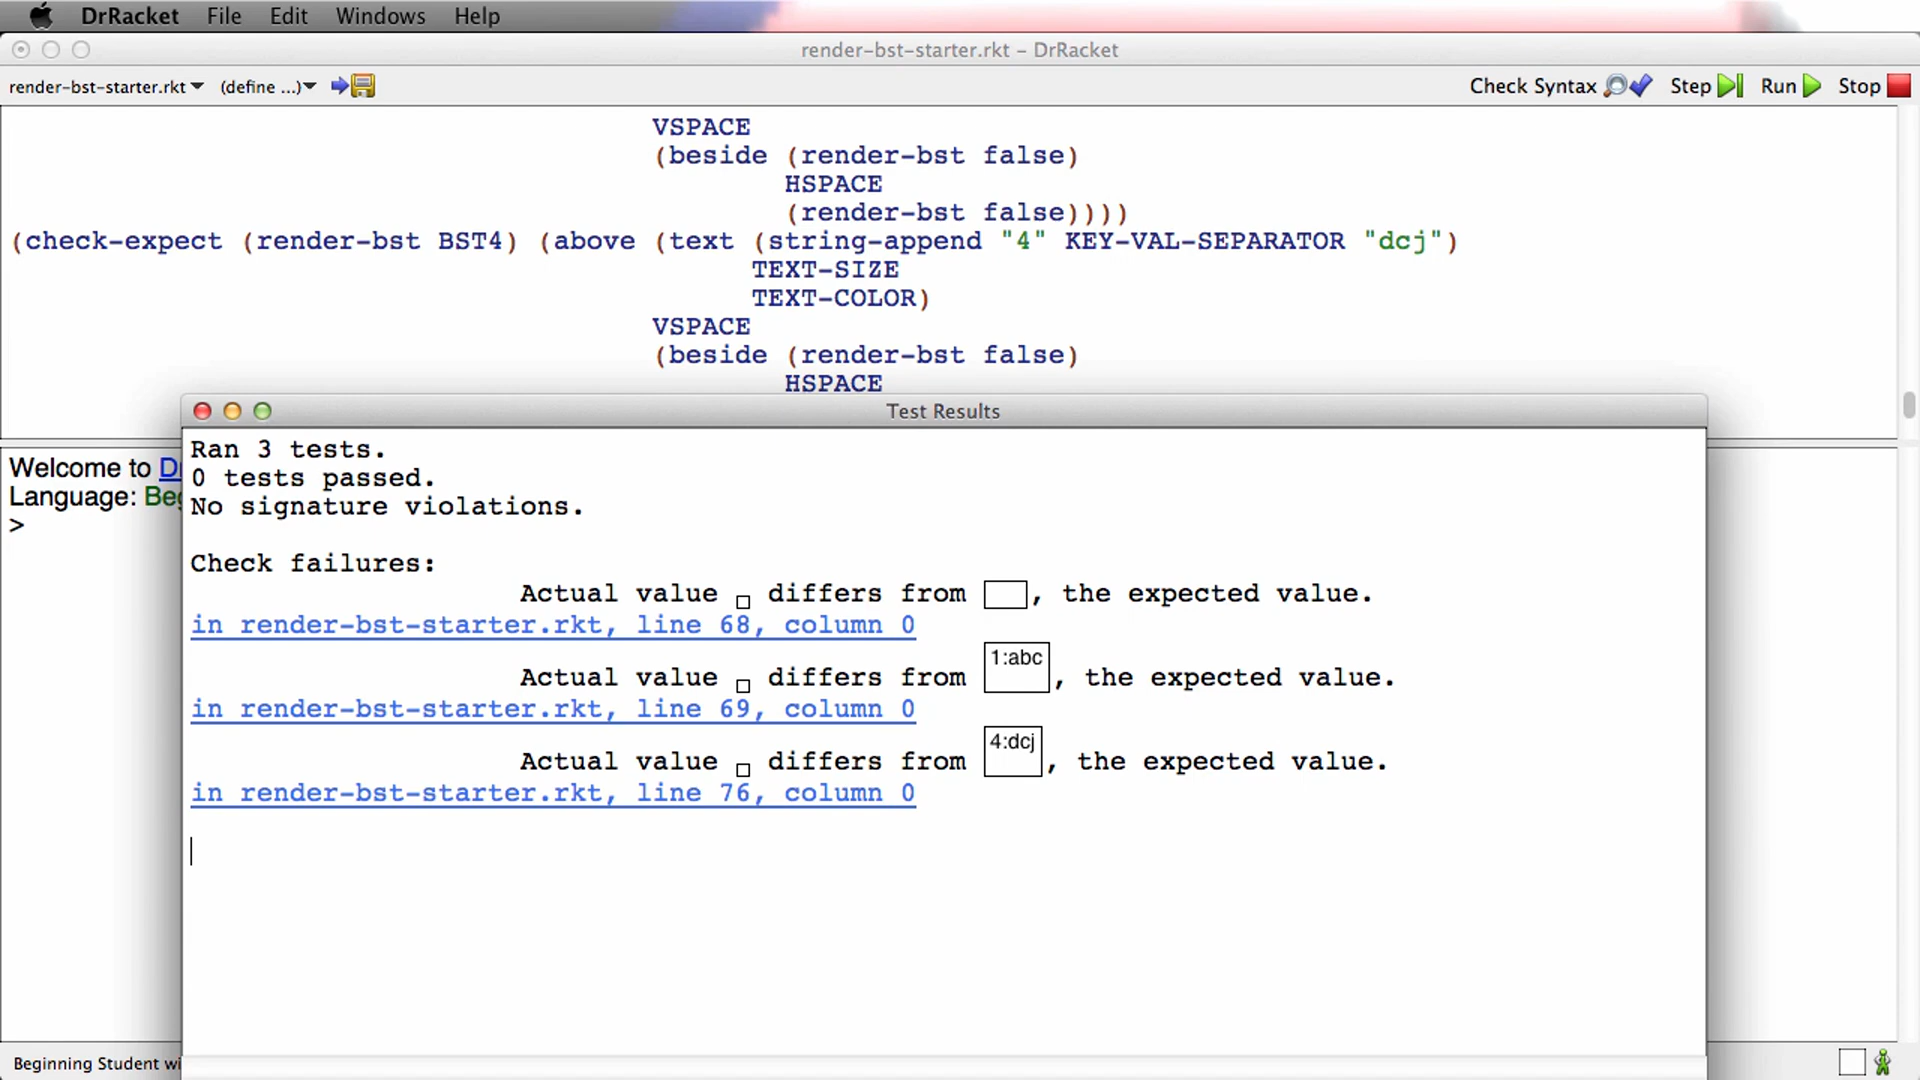 DrRacket File Edit Windows Help
render-bst-starter.rkt – DrRacket
render-bst-starter.rkt (define ...) Check Syntax Step Run Stop
VSPACE
(beside (render-bst false)
HSPACE
(render-bst false))))
(check-expect (render-bst BST4) (above (text (string-append "4" KEY-VAL-SEPARATOR "dcj")
TEXT-SIZE
TEXT-COLOR)
VSPACE
(beside (render-bst false)
HSPACE
Test Results
Welcome to
Language:
>
Ran 3 tests.
0 tests passed.
No signature violations.
Check failures:
Actual value differs from , the expected value.
in render-bst-starter.rkt, line 68, column 0
Actual value differs from 1:abc, the expected value.
in render-bst-starter.rkt, line 69, column 0
Actual value differs from 4:dcj, the expected value.
in render-bst-starter.rkt, line 76, column 0
Beginning Student